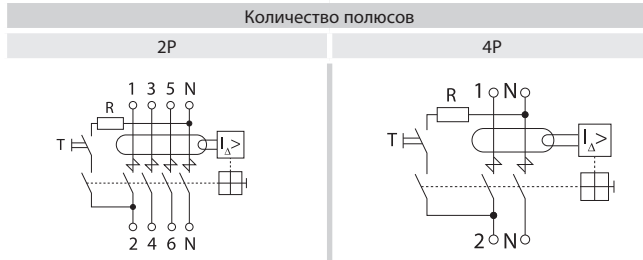 Количество полюсов
2P 4P
1 3 5 N
R
T
I△>
2 4 6 N
1 N
R
T
I△>
2 N